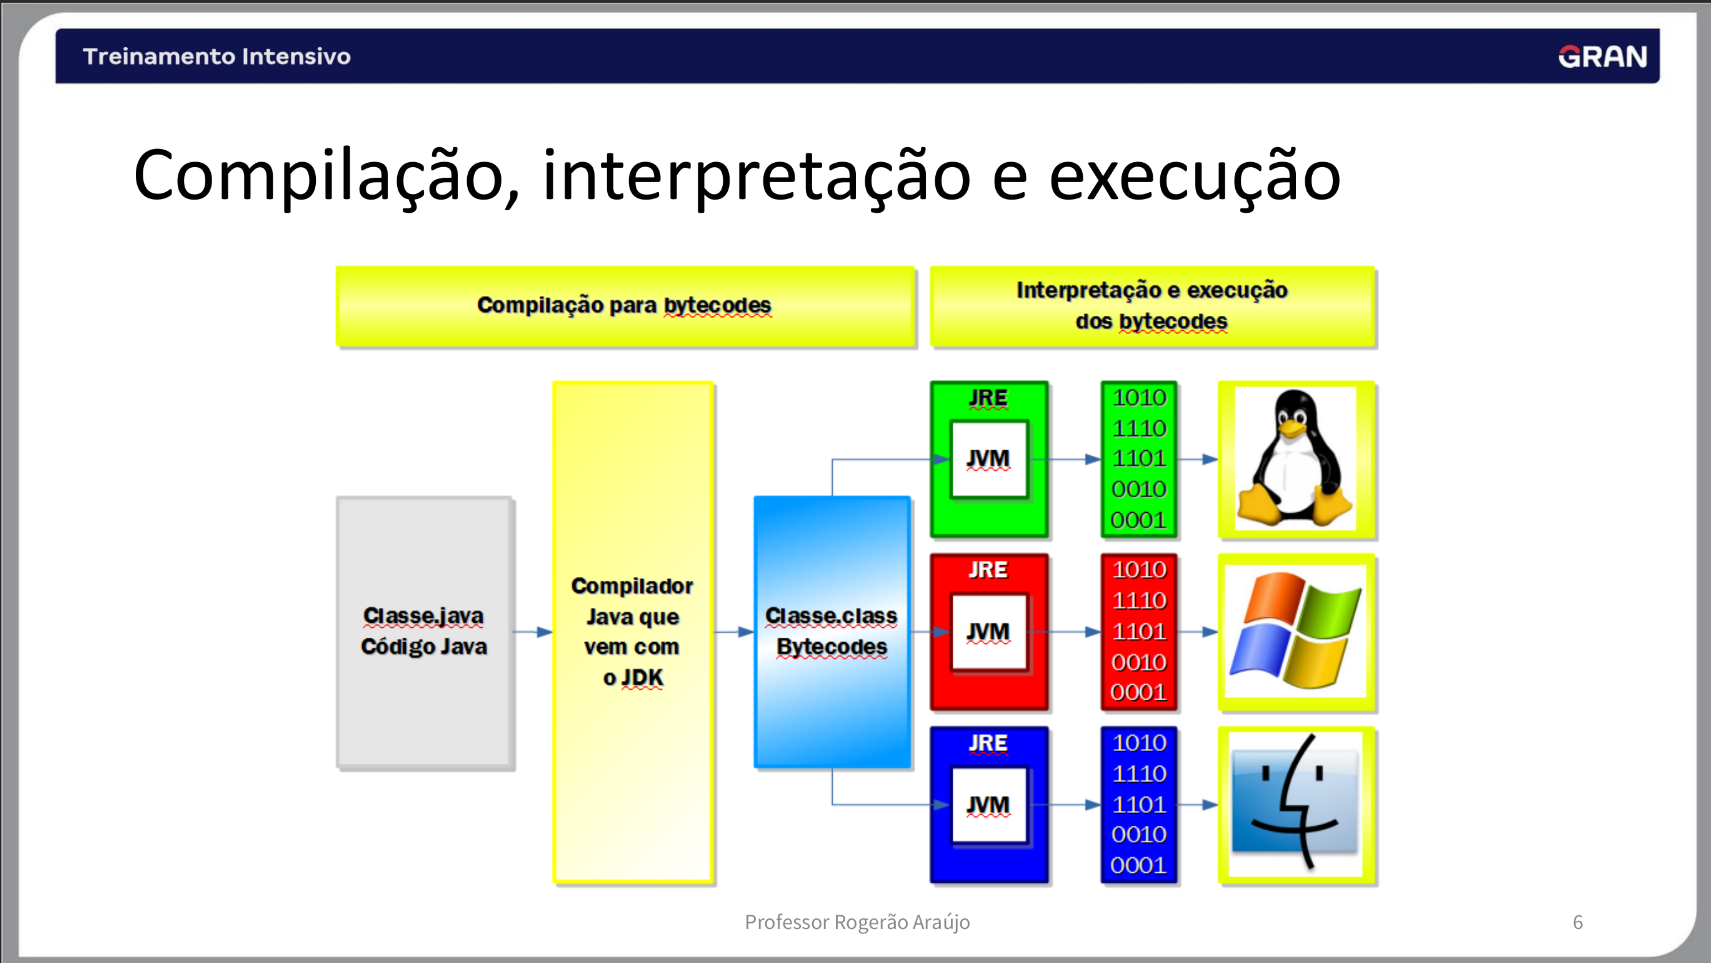 Treinamento Intensivo
GRAN
Compilação, interpretação e execução
Compilação para bytecodes
Interpretação e execução
dos bytecodes
Classe.java
Código Java
Compilador
Java que
vem com
o JDK
Classe.class
Bytecodes
JRE
JVM
1010
1110
1101
0010
0001
JRE
JVM
1010
1110
1101
0010
0001
JRE
JVM
1010
1110
1101
0010
0001
Professor Rogerão Araújo
6